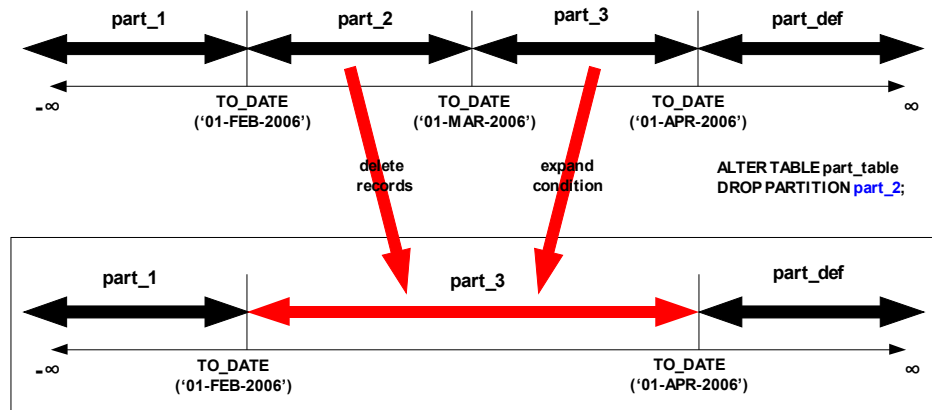 part_1 part_2 part_3 part_def
-∞ ∞
TO_DATE TO_DATE TO_DATE
(‘01-FEB-2006’) (‘01-MAR-2006’) (‘01-APR-2006’)
delete expand
records condition
ALTER TABLE part_table
DROP PARTITION part_2;
part_1 part_3 part_def
-∞ ∞
TO_DATE TO_DATE
(‘01-FEB-2006’) (‘01-APR-2006’)